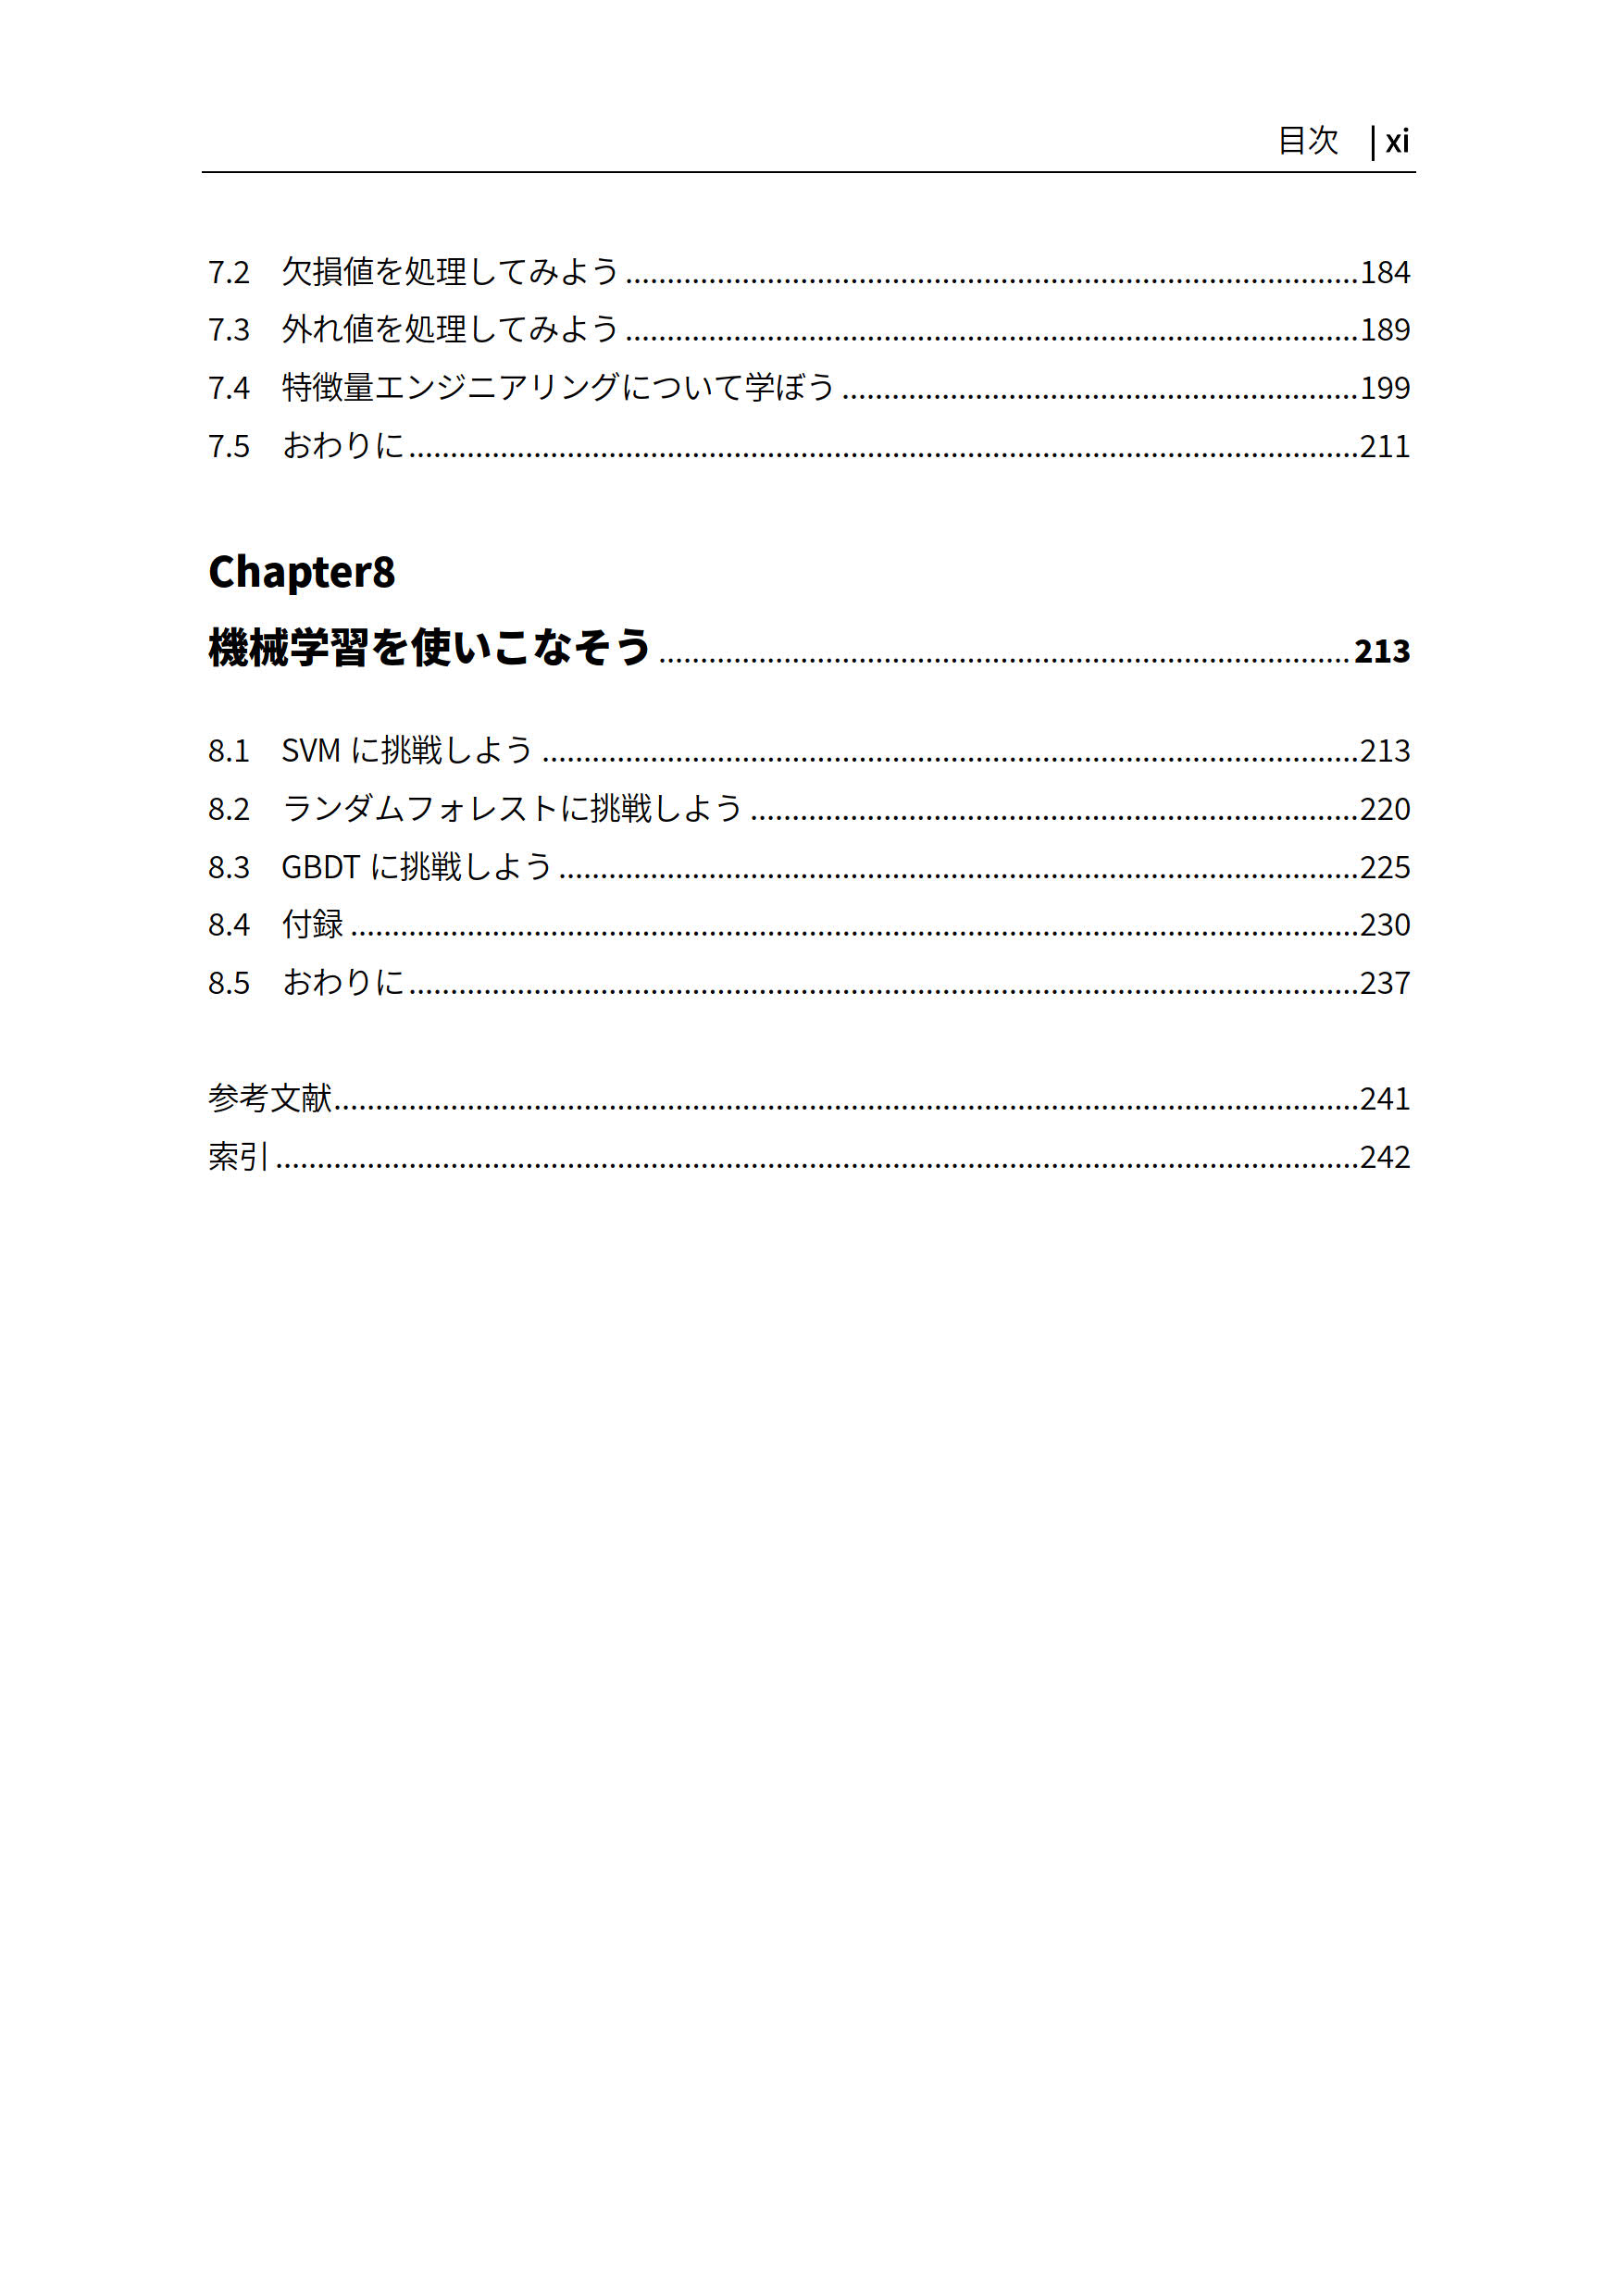 目次 | xi
7.2 欠損値を処理してみよう ........................................ 184
7.3 外れ値を処理してみよう ........................................ 189
7.4 特徴量エンジニアリングについて学ぼう ........................................ 199
7.5 おわりに ........................................ 211
Chapter8
機械学習を使いこなそう ........................................ 213
8.1 SVM に挑戦しよう ........................................ 213
8.2 ランダムフォレストに挑戦しよう ........................................ 220
8.3 GBDT に挑戦しよう ........................................ 225
8.4 付録 ........................................ 230
8.5 おわりに ........................................ 237
参考文献 ........................................ 241
索引 ........................................ 242